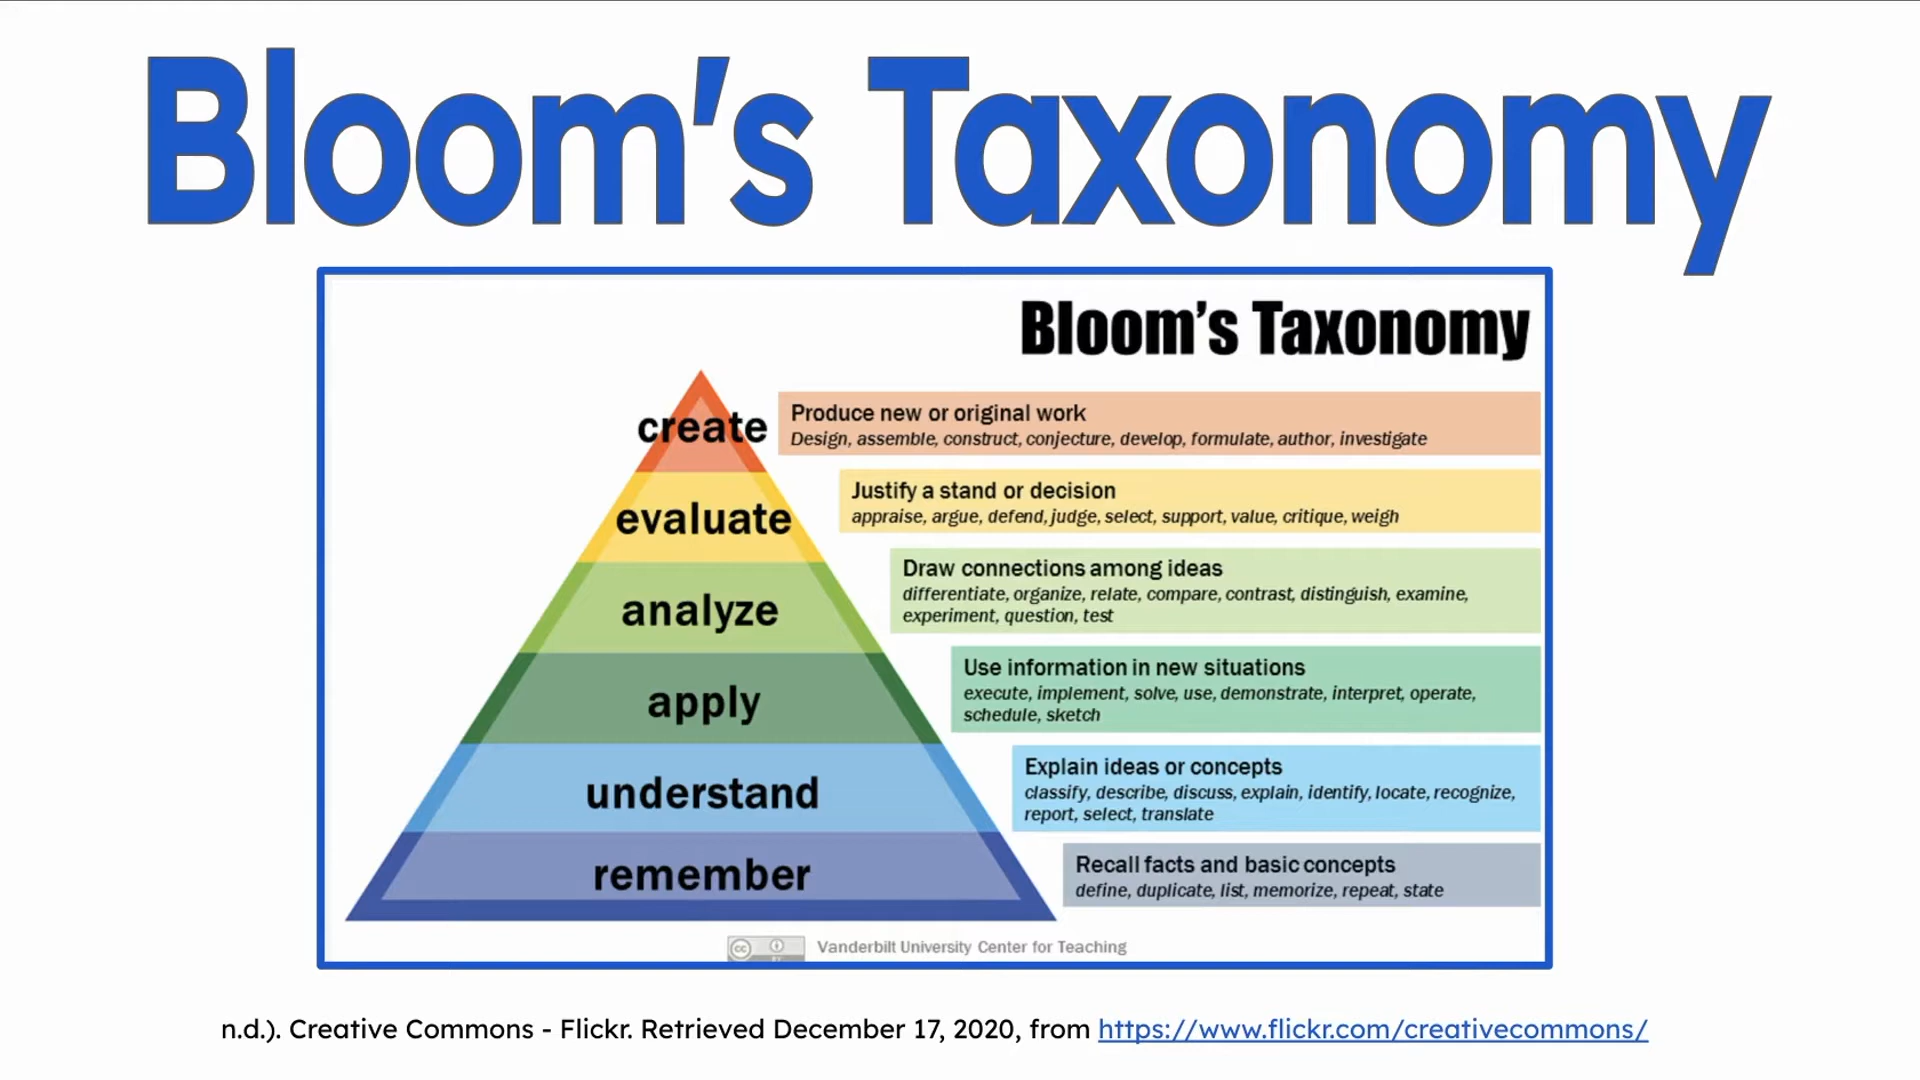 Bloom's Taxonomy
Bloom's Taxonomy
create
Produce new or original work
Design, assemble, construct, conjecture, develop, formulate, author, investigate
evaluate
Justify a stand or decision
appraise, argue, defend, judge, select, support, value, critique, weigh
analyze
Draw connections among ideas
differentiate, organize, relate, compare, contrast, distinguish, examine,
experiment, question, test
apply
Use information in new situations
execute, implement, solve, use, demonstrate, interpret, operate,
schedule, sketch
understand
Explain ideas or concepts
classify, describe, discuss, explain, identify, locate, recognize,
report, select, translate
remember
Recall facts and basic concepts
define, duplicate, list, memorize, repeat, state
cc Vanderbilt University Center for Teaching
n.d.). Creative Commons - Flickr. Retrieved December 17, 2020, from https://www.flickr.com/creativecommons/